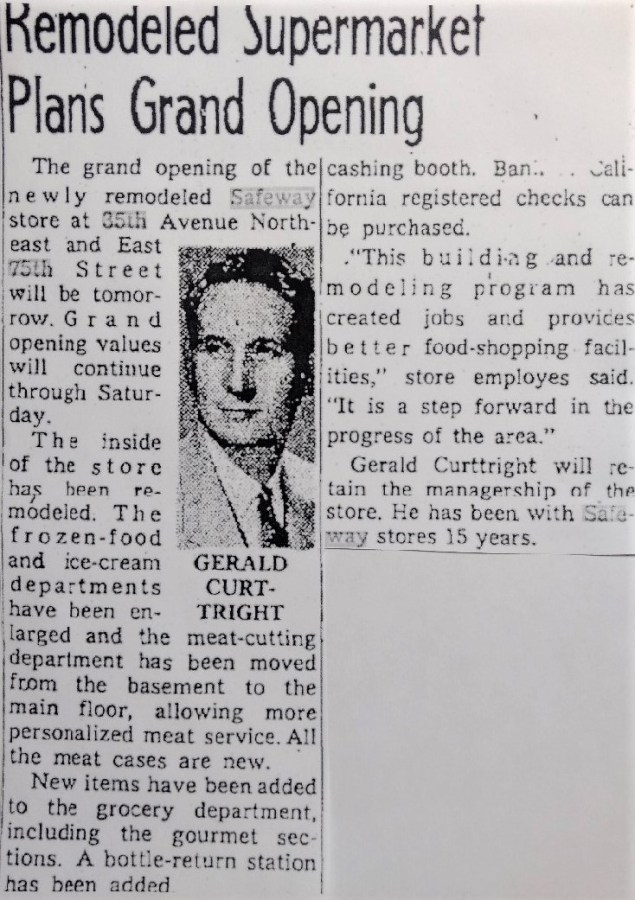 Remodeled Supermarket
Plans Grand Opening
The grand opening of the
newly remodeled Safeway
store at 35th Avenue North-
east and East
75th Street
will be tomor-
row. Grand
opening values
will continue
through Satur-
day.
The inside
of the store
has been re-
modeled. The
frozen-food
and ice-cream
departments
have been en-
larged and the meat-cutting
department has been moved
from the basement to the
main floor, allowing more
personalized meat service. All
the meat cases are new.
New items have been added
to the grocery department,
including the gourmet sec-
tions. A bottle-return station
has been added
GERALD
CURT-
TRIGHT
cashing booth. Cali-
fornia registered checks can
be purchased.
"This building and re-
modeling program has
created jobs and provides
better food-shopping facil-
ities," store employes said.
"It is a step forward in the
progress of the area."
Gerald Curttright will re-
tain the managership of the
store. He has been with Safe-
way stores 15 years.